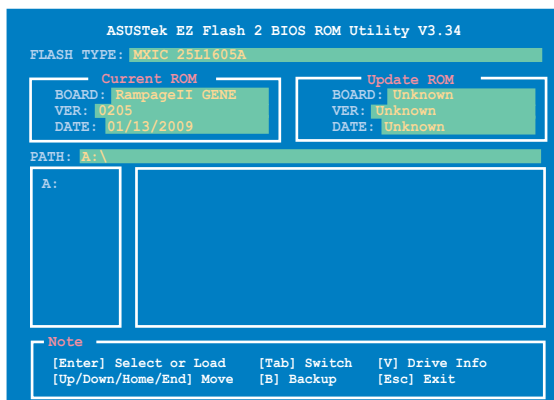 ASUSTek EZ Flash 2 BIOS ROM Utility V3.34
FLASH TYPE: MXIC 25L1605A
Current ROM
BOARD: RampageII GENE
VER: 0205
DATE: 01/13/2009
Update ROM
BOARD: Unknown
VER: Unknown
DATE: Unknown
PATH: A:\
A:
Note
[Enter] Select or Load [Tab] Switch [V] Drive Info
[Up/Down/Home/End] Move [B] Backup [Esc] Exit